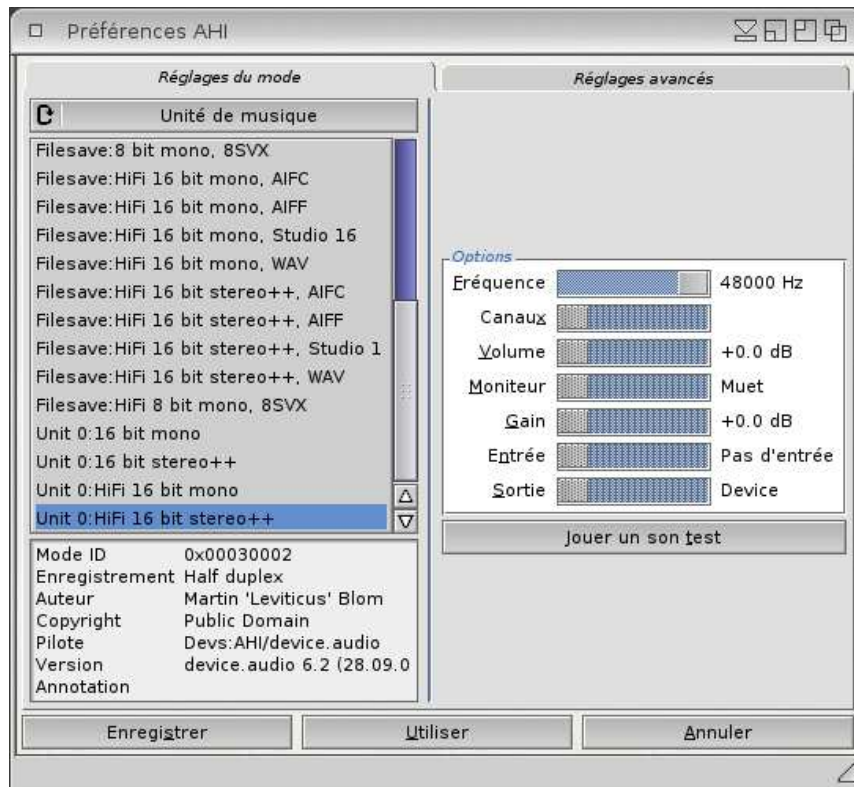 Préférences AHI
Réglages du mode
Réglages avancés
Unité de musique
Filesave:8 bit mono, 8SVX
Filesave:HiFi 16 bit mono, AIFC
Filesave:HiFi 16 bit mono, AIFF
Filesave:HiFi 16 bit mono, Studio 16
Filesave:HiFi 16 bit mono, WAV
Filesave:HiFi 16 bit stereo++, AIFC
Filesave:HiFi 16 bit stereo++, AIFF
Filesave:HiFi 16 bit stereo++, Studio 1
Filesave:HiFi 16 bit stereo++, WAV
Filesave:HiFi 8 bit mono, 8SVX
Unit 0:16 bit mono
Unit 0:16 bit stereo++
Unit 0:HiFi 16 bit mono
Unit 0:HiFi 16 bit stereo++
Mode ID 0x00030002
Enregistrement Half duplex
Auteur Martin 'Leviticus' Blom
Copyright Public Domain
Pilote Devs:AHI/device.audio
Version device.audio 6.2 (28.09.0
Annotation
Options
Fréquence 48000 Hz
Canaux
Volume +0.0 dB
Moniteur Muet
Gain +0.0 dB
Entrée Pas d'entrée
Sortie Device
Jouer un son test
Enregistrer
Utiliser
Annuler